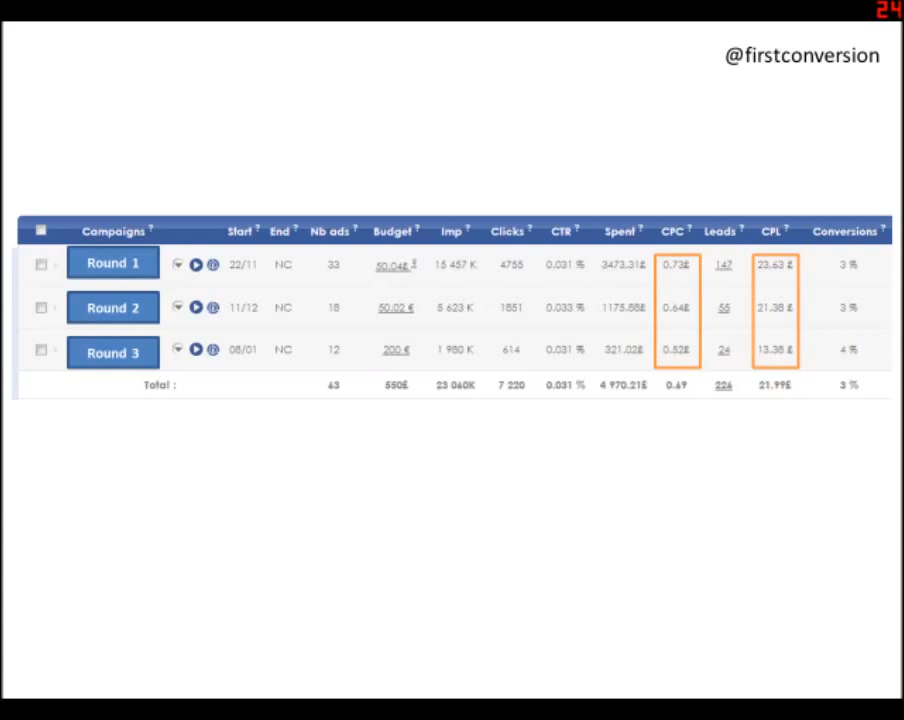 24
@firstconversion
Campaigns ? Start ? End ? Nb ads ? Budget ? Imp ? Clicks ? CTR ? Spent ? CPC ? Leads ? CPL ? Conversions ?
Round 1 22/11 NC 33 50.04£ 15 457 K 4755 0.031 % 3473.31£ 0.73£ 147 23.63 £ 3 %
Round 2 11/12 NC 18 50.02 € 5 623 K 1851 0.033 % 1175.88£ 0.64£ 55 21.38 £ 3 %
Round 3 08/01 NC 12 200 € 1 980 K 614 0.031 % 321.02£ 0.52£ 24 13.38 £ 4 %
Total : 63 550£ 23 060K 7 220 0.031 % 4 970.21£ 0.69 226 21.99£ 3 %